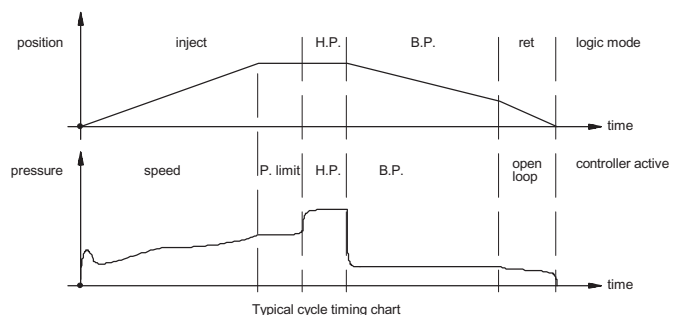 position inject H.P. B.P. ret logic mode
time
pressure speed P. limit H.P. B.P. open loop controller active
time
Typical cycle timing chart